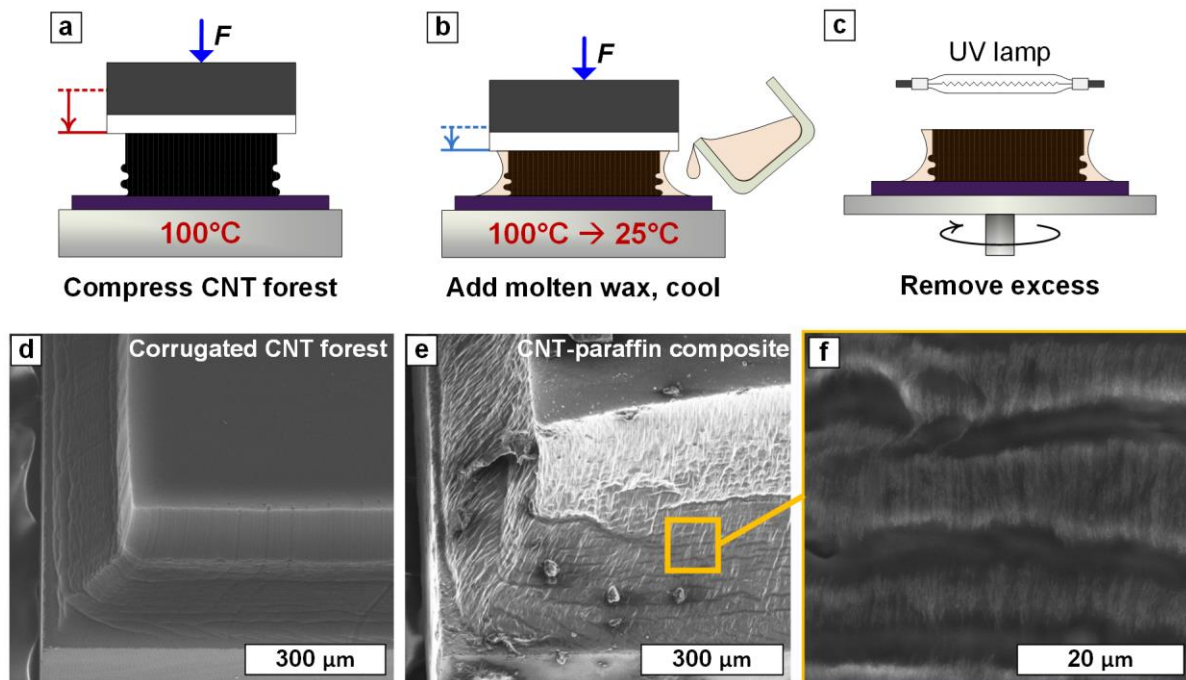 a
F
100°C
Compress CNT forest
b
F
100°C → 25°C
Add molten wax, cool
c
UV lamp
Remove excess
d
Corrugated CNT forest
300 µm
e
CNT-paraffin composite
300 µm
f
20 µm